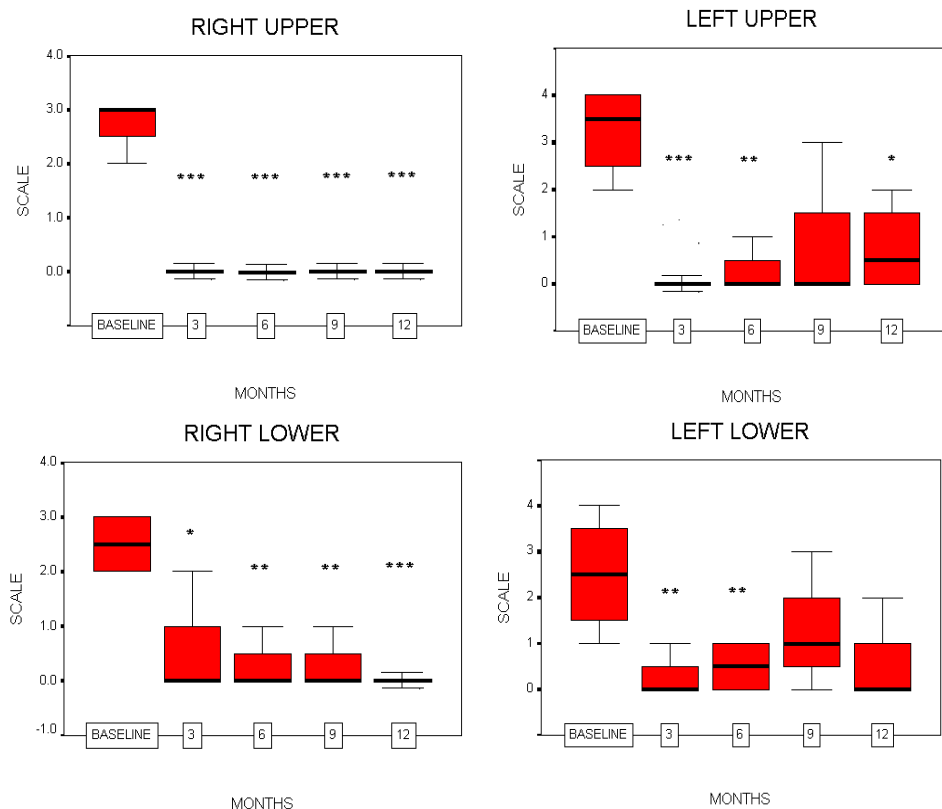 RIGHT UPPER
4.0
3.0
2.0
1.0
0.0
SCALE
*** *** *** ***
BASELINE 3 6 9 12
MONTHS
LEFT UPPER
4
3
2
1
0
SCALE
*** ** *
BASELINE 3 6 9 12
MONTHS
RIGHT LOWER
4.0
3.0
2.0
1.0
0.0
-1.0
SCALE
* ** ** ***
BASELINE 3 6 9 12
MONTHS
LEFT LOWER
4
3
2
1
0
SCALE
** **
BASELINE 3 6 9 12
MONTHS